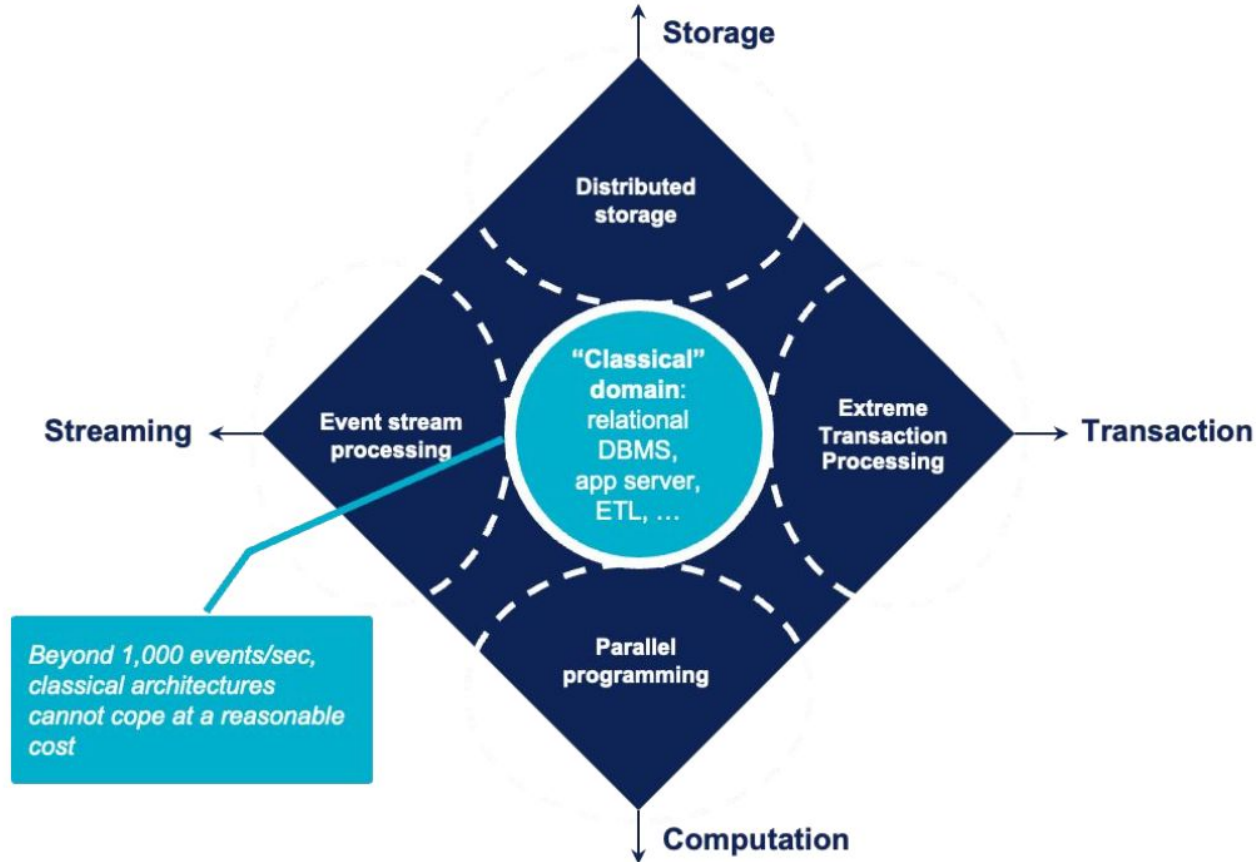 Storage
Distributed
storage
“Classical”
domain:
relational
DBMS,
app server,
ETL, ...
Streaming
Event stream
processing
Extreme
Transaction
Processing
Transaction
Beyond 1,000 events/sec,
classical architectures
cannot cope at a reasonable
cost
Parallel
programming
Computation